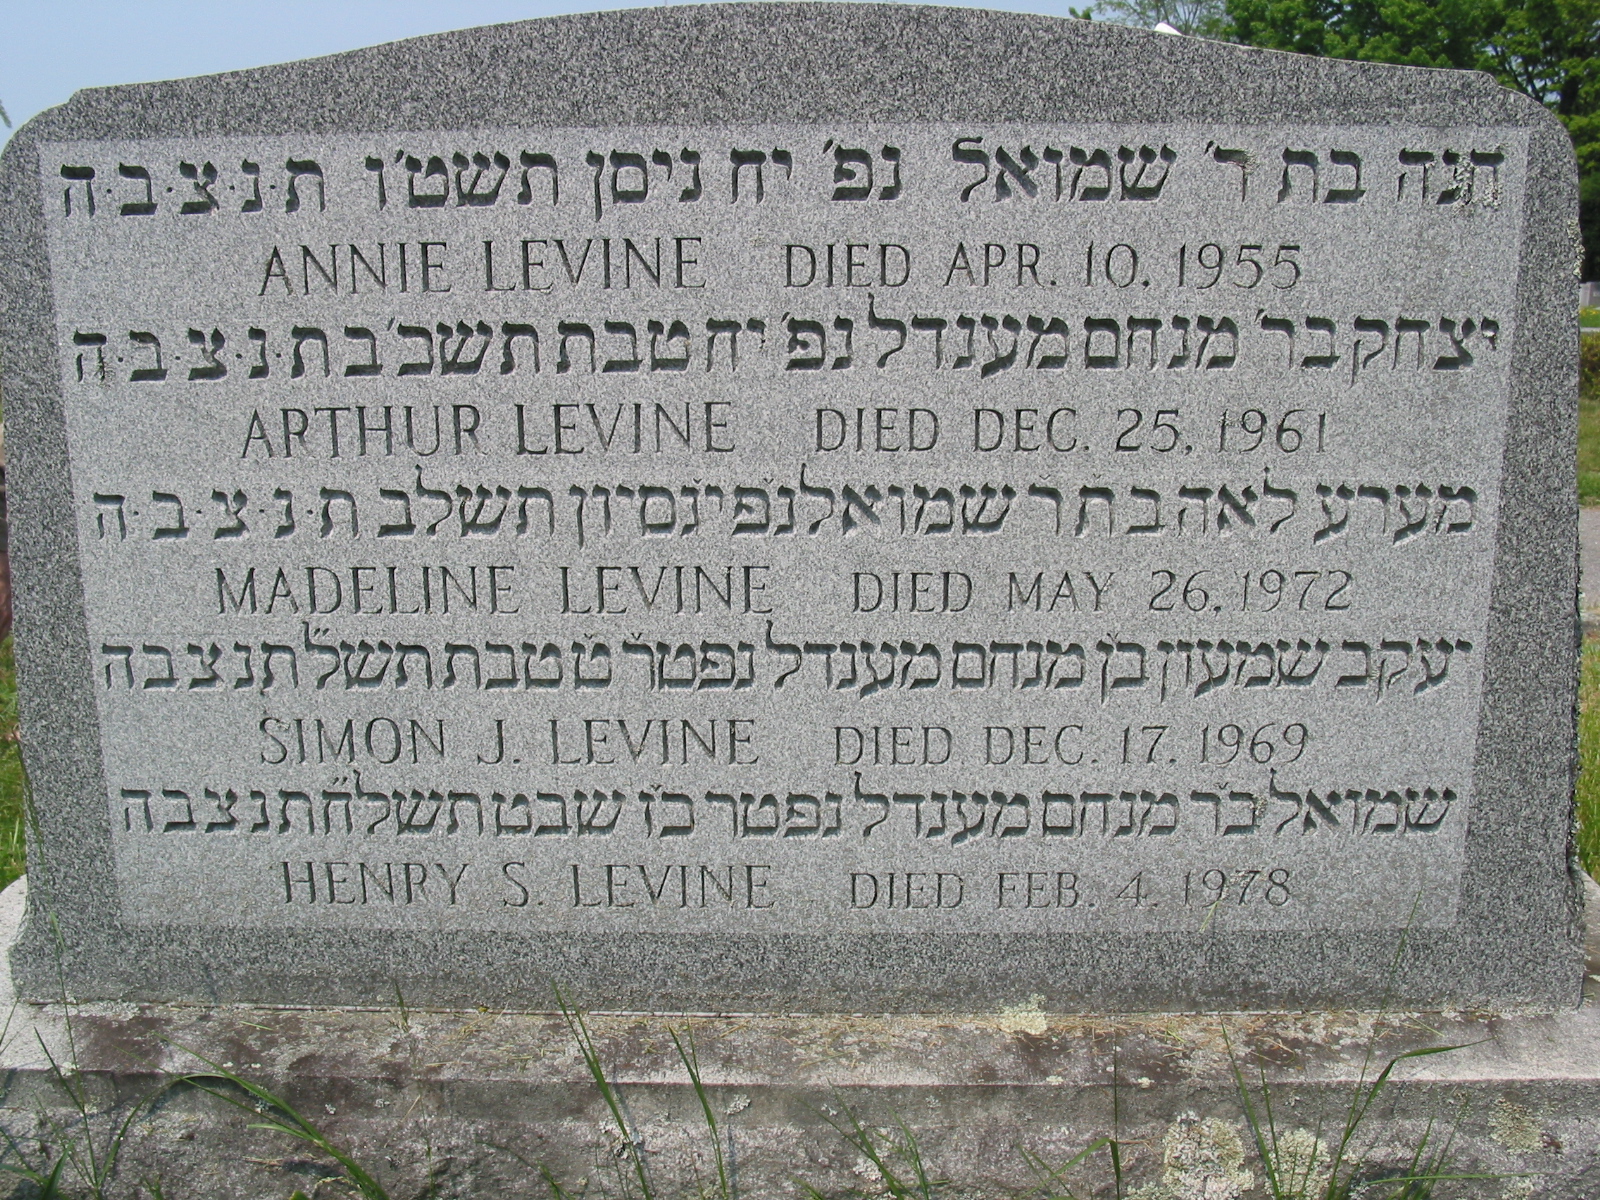 חנה בת ר' שמואל נפ' יח ניסן תשט'ו ת·נ·צ·ב·ה
ANNIE LEVINE DIED APR. 10, 1955
יצחק בר' מנחם מענדל נפ' יח טבת תשכ'ב ת·נ·צ·ב·ה
ARTHUR LEVINE DIED DEC. 25, 1961
מערע לאה בת ר שמואל נפ יג סיון תשלב ת·נ·צ·ב·ה
MADELINE LEVINE DIED MAY 26, 1972
יעקב שמעון בן מנחם מענדל נפטר ט טבת תש"ל תנצבה
SIMON J. LEVINE DIED DEC. 17, 1969
שמואל בר מנחם מענדל נפטר כז שבט תשל"ח תנצבה
HENRY S. LEVINE DIED FEB. 4, 1978